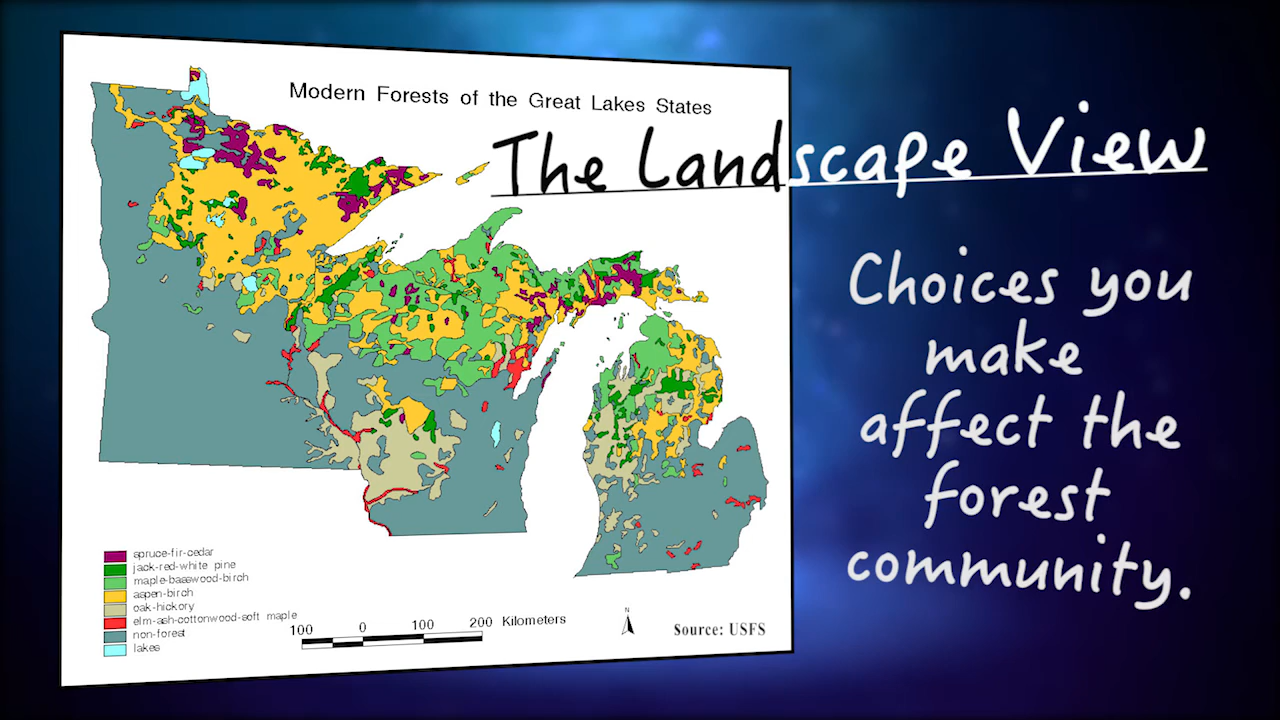 Modern Forests of the Great Lakes States
The Landscape View
Choices you
make
affect the
forest
community.
spruce-fir-cedar
jack-red-white pine
maple-basswood-birch
aspen-birch
oak-hickory
elm-ash-cottonwood-soft maple
non-forest
lakes
100 0 100 200 Kilometers
N
Source: USFS